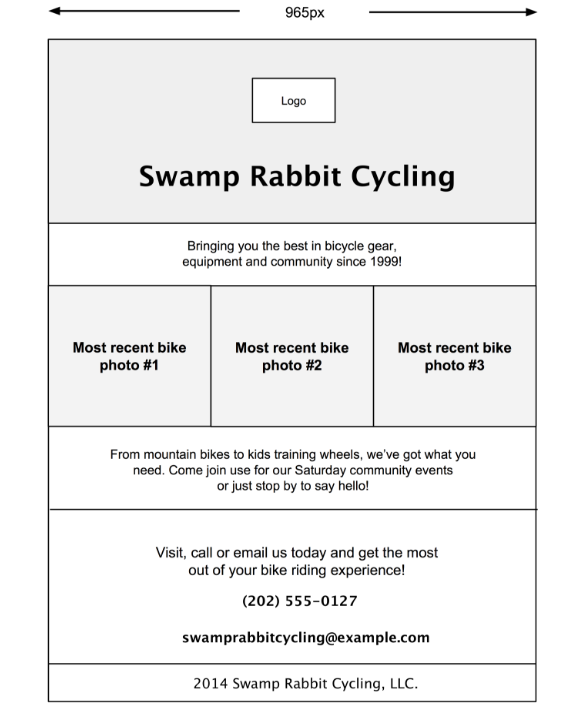 965px
Logo
Swamp Rabbit Cycling
Bringing you the best in bicycle gear,
equipment and community since 1999!
Most recent bike
photo #1
Most recent bike
photo #2
Most recent bike
photo #3
From mountain bikes to kids training wheels, we've got what you
need. Come join use for our Saturday community events
or just stop by to say hello!
Visit, call or email us today and get the most
out of your bike riding experience!
(202) 555-0127
swamprabbitcycling@example.com
2014 Swamp Rabbit Cycling, LLC.